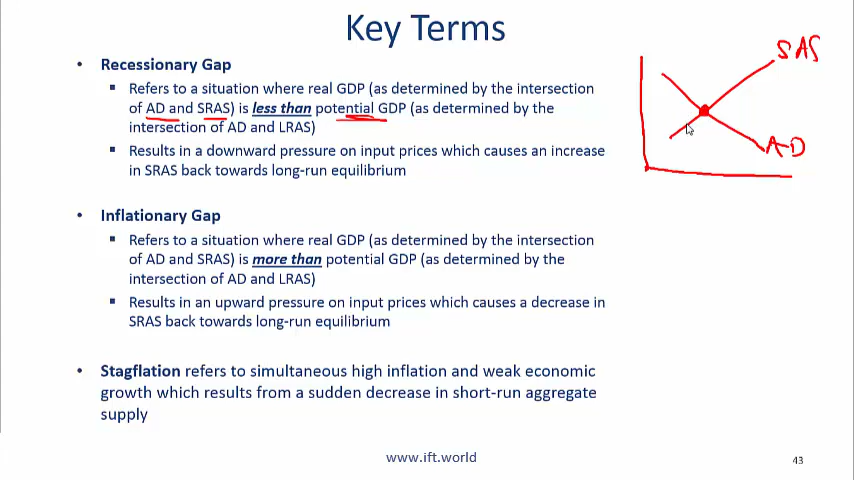 Key Terms
• Recessionary Gap
▪ Refers to a situation where real GDP (as determined by the intersection
of AD and SRAS) is less than potential GDP (as determined by the
intersection of AD and LRAS)
▪ Results in a downward pressure on input prices which causes an increase
in SRAS back towards long-run equilibrium
• Inflationary Gap
▪ Refers to a situation where real GDP (as determined by the intersection
of AD and SRAS) is more than potential GDP (as determined by the
intersection of AD and LRAS)
▪ Results in an upward pressure on input prices which causes a decrease in
SRAS back towards long-run equilibrium
• Stagflation refers to simultaneous high inflation and weak economic
growth which results from a sudden decrease in short-run aggregate
supply
SAS
AD
www.ift.world
43